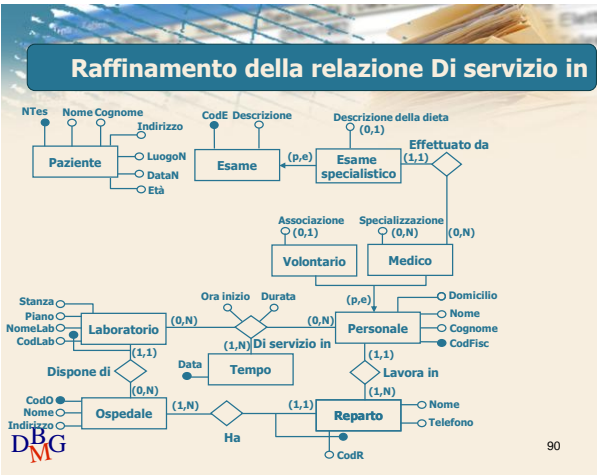 Raffinamento della relazione Di servizio in
NTes
Nome Cognome
Indirizzo
LuogoN
DataN
Età
Paziente
CodE Descrizione
Esame
(p,e)
Descrizione della dieta
(0,1)
Esame
specialistico
(1,1)
Effettuato da
(0,N)
Associazione
(0,1)
Volontario
Specializzazione
(0,N)
Medico
(p,e)
Stanza
Piano
NomeLab
CodLab
Laboratorio
(0,N)
Ora inizio Durata
(0,N)
Di servizio in
(1,N)
Data
Tempo
Personale
Domicilio
Nome
Cognome
CodFisc
(1,1)
Dispone di
(0,N)
(1,1)
Lavora in
(1,N)
CodO
Nome
Indirizzo
Ospedale
(1,N)
Ha
(1,1)
Reparto
Nome
Telefono
CodR
DBMG
90